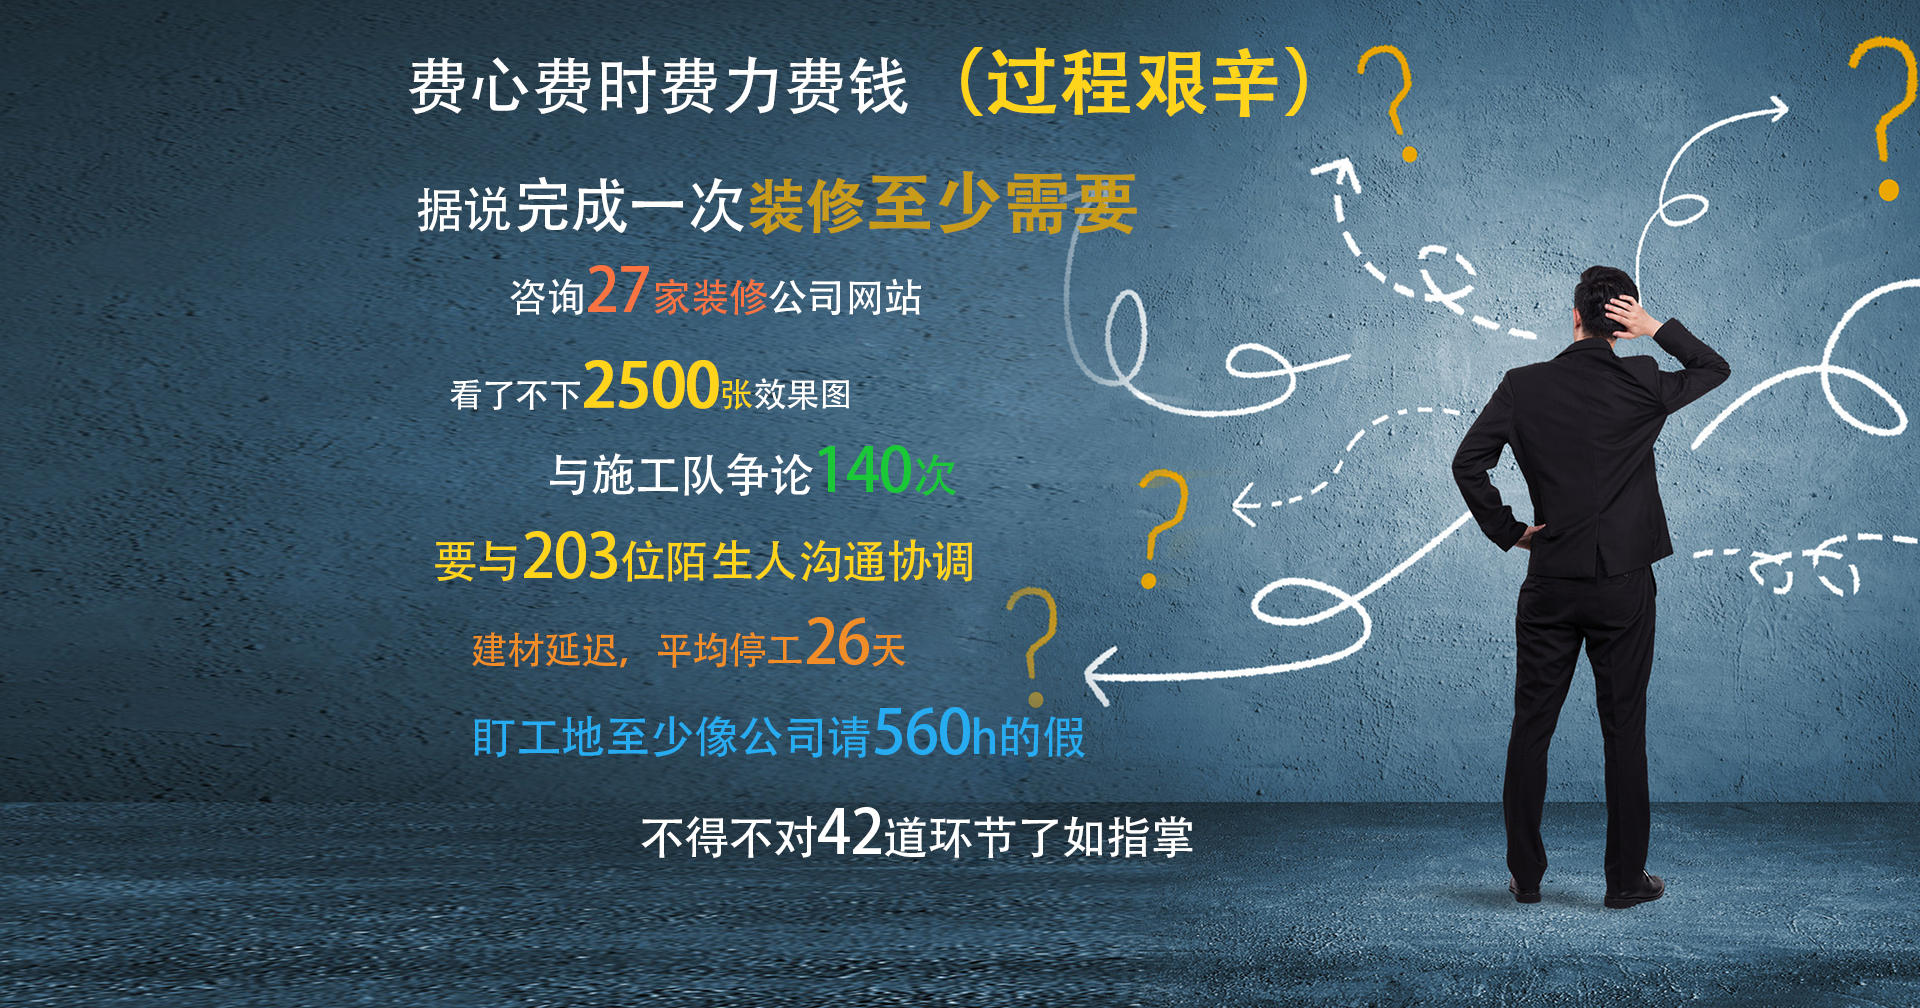 费心费时费力费钱（过程艰辛）
据说完成一次装修至少需要
咨询27家装修公司网站
看了不下2500张效果图
与施工队争论140次
要与203位陌生人沟通协调
建材延迟，平均停工26天
盯工地至少像公司请560h的假
不得不对42道环节了如指掌